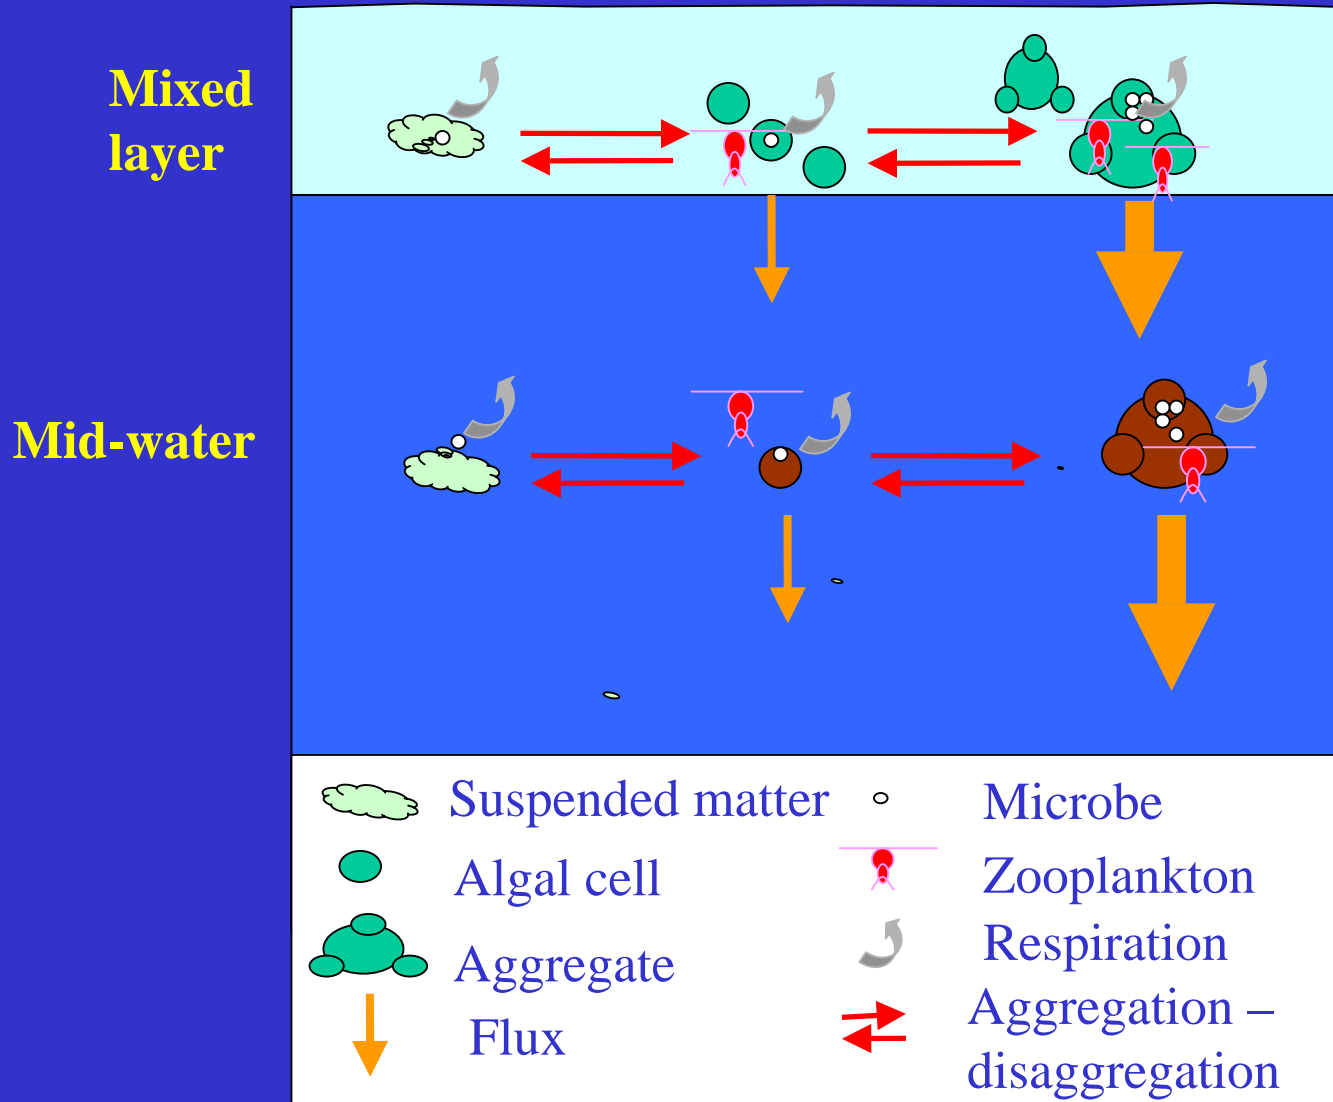 Mixed
layer
Mid-water
Suspended matter
Microbe
Algal cell
Zooplankton
Aggregate
Respiration
Flux
Aggregation –
disaggregation